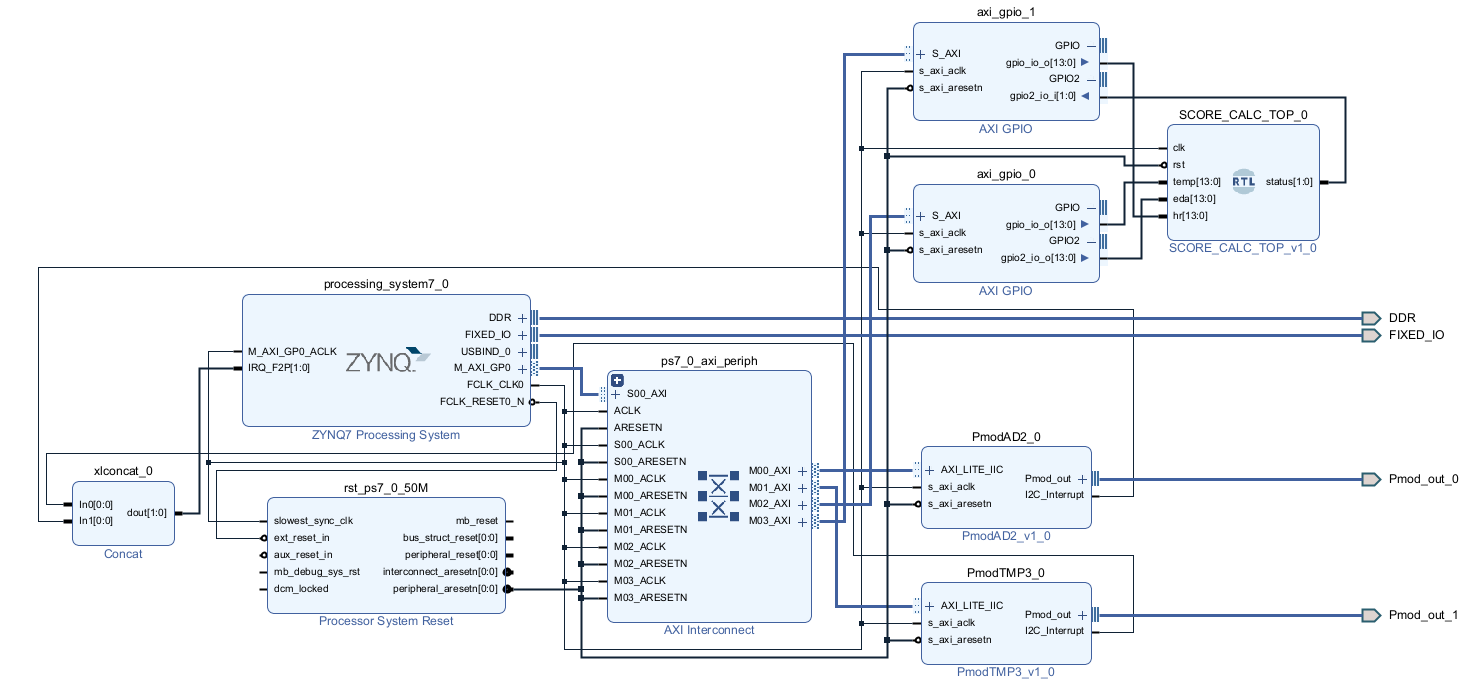 axi_gpio_1
S_AXI
s_axi_aclk
s_axi_aresetn
GPIO
gpio_io_o[13:0]
GPIO2
gpio2_io_i[1:0]
AXI GPIO
SCORE_CALC_TOP_0
clk
rst
temp[13:0]
eda[13:0]
hr[13:0]
RTL
status[1:0]
SCORE_CALC_TOP_v1_0
axi_gpio_0
S_AXI
s_axi_aclk
s_axi_aresetn
GPIO
gpio_io_o[13:0]
GPIO2
gpio2_io_o[13:0]
AXI GPIO
processing_system7_0
M_AXI_GP0_ACLK
IRQ_F2P[1:0]
ZYNQ
DDR
FIXED_IO
USBIND_0
M_AXI_GP0
FCLK_CLK0
FCLK_RESET0_N
ZYNQ7 Processing System
DDR
FIXED_IO
ps7_0_axi_periph
S00_AXI
ACLK
ARESETN
S00_ACLK
S00_ARESETN
M00_ACLK
M00_ARESETN
M01_ACLK
M01_ARESETN
M02_ACLK
M02_ARESETN
M03_ACLK
M03_ARESETN
M00_AXI
M01_AXI
M02_AXI
M03_AXI
AXI Interconnect
xlconcat_0
In0[0:0]
In1[0:0]
dout[1:0]
Concat
rst_ps7_0_50M
slowest_sync_clk
ext_reset_in
aux_reset_in
mb_debug_sys_rst
dcm_locked
mb_reset
bus_struct_reset[0:0]
peripheral_reset[0:0]
interconnect_aresetn[0:0]
peripheral_aresetn[0:0]
Processor System Reset
PmodAD2_0
AXI_LITE_IIC
s_axi_aclk
s_axi_aresetn
Pmod_out
I2C_Interrupt
PmodAD2_v1_0
Pmod_out_0
PmodTMP3_0
AXI_LITE_IIC
s_axi_aclk
s_axi_aresetn
Pmod_out
I2C_Interrupt
PmodTMP3_v1_0
Pmod_out_1